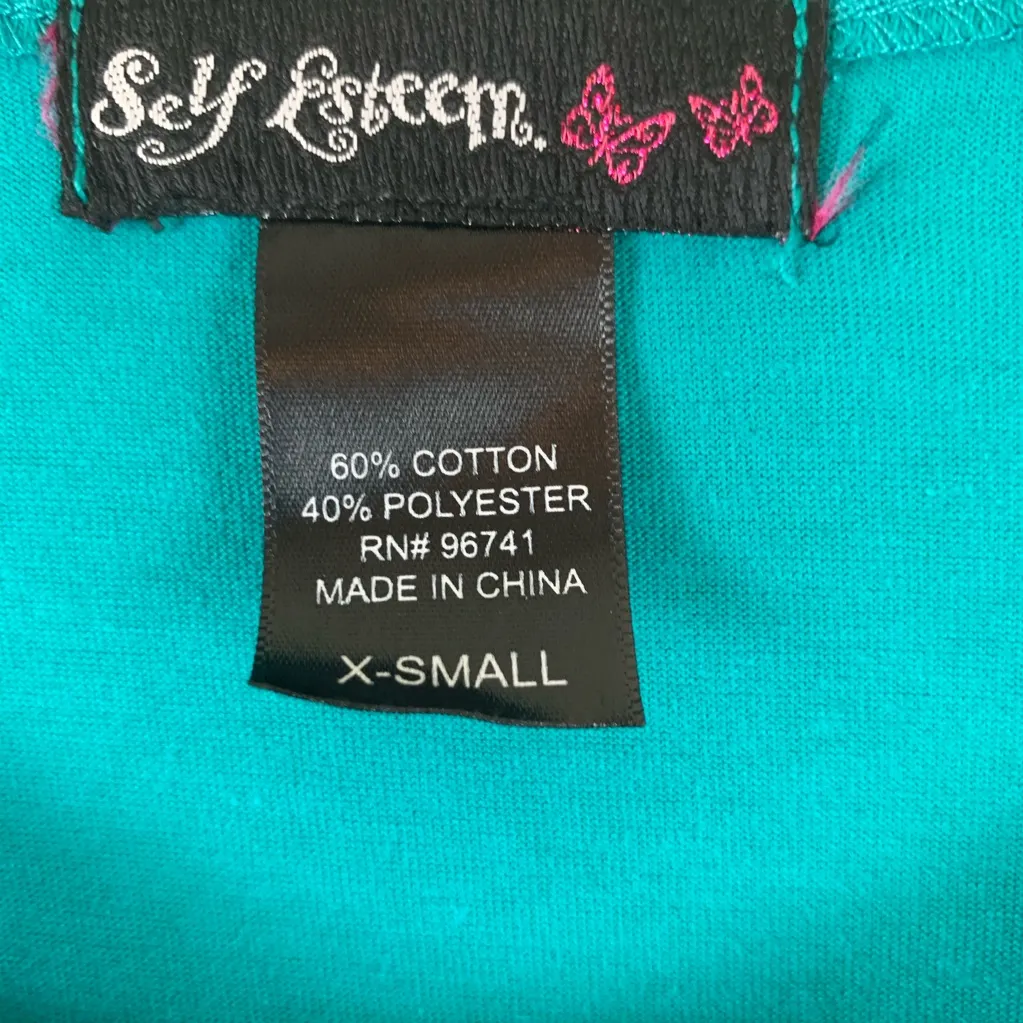 Self Esteem.
60% COTTON
40% POLYESTER
RN# 96741
MADE IN CHINA
X-SMALL